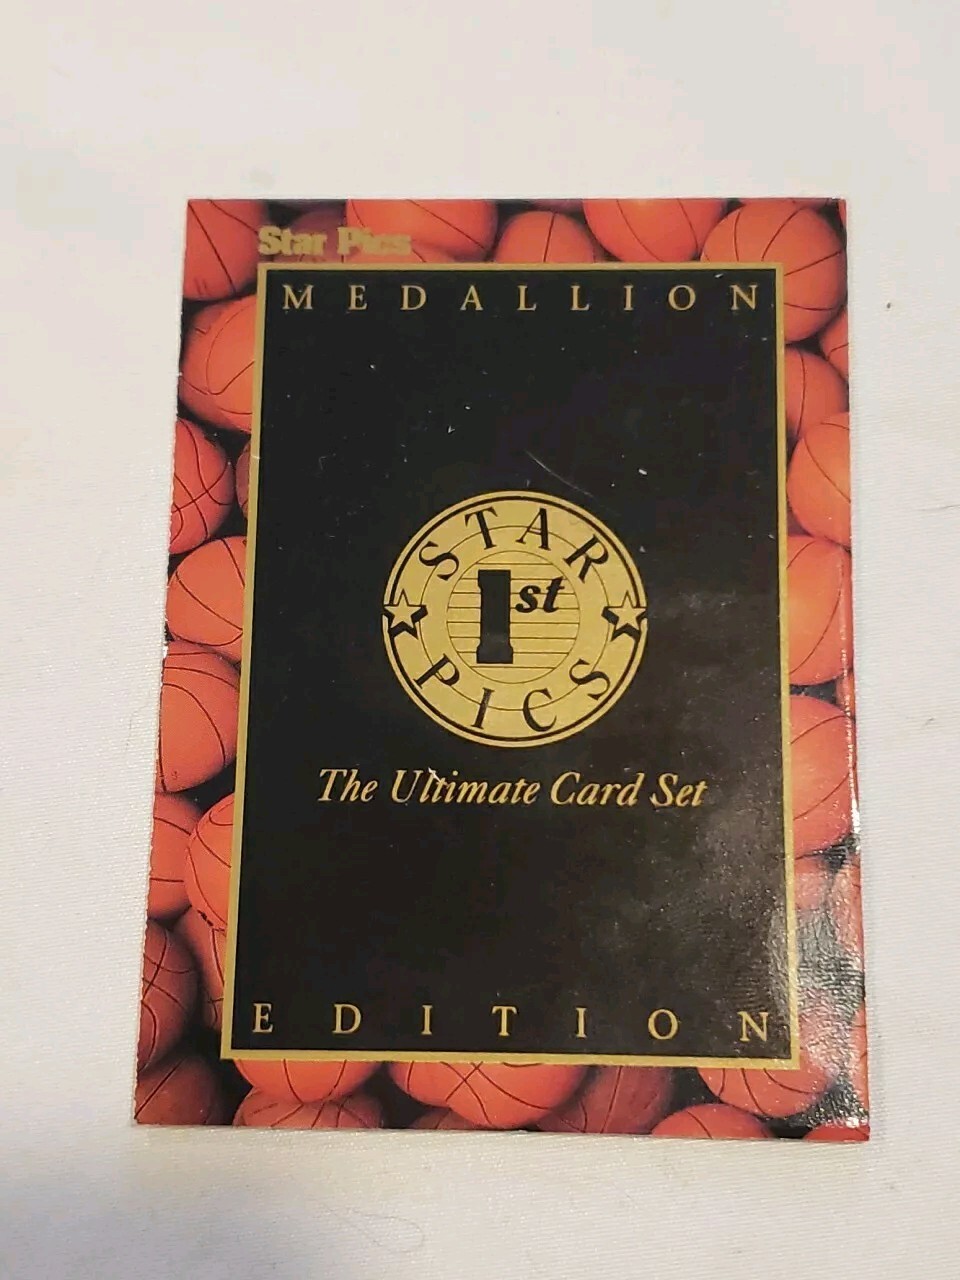 Star Pics
MEDALLION
STAR
1st
PICS
The Ultimate Card Set
EDITION